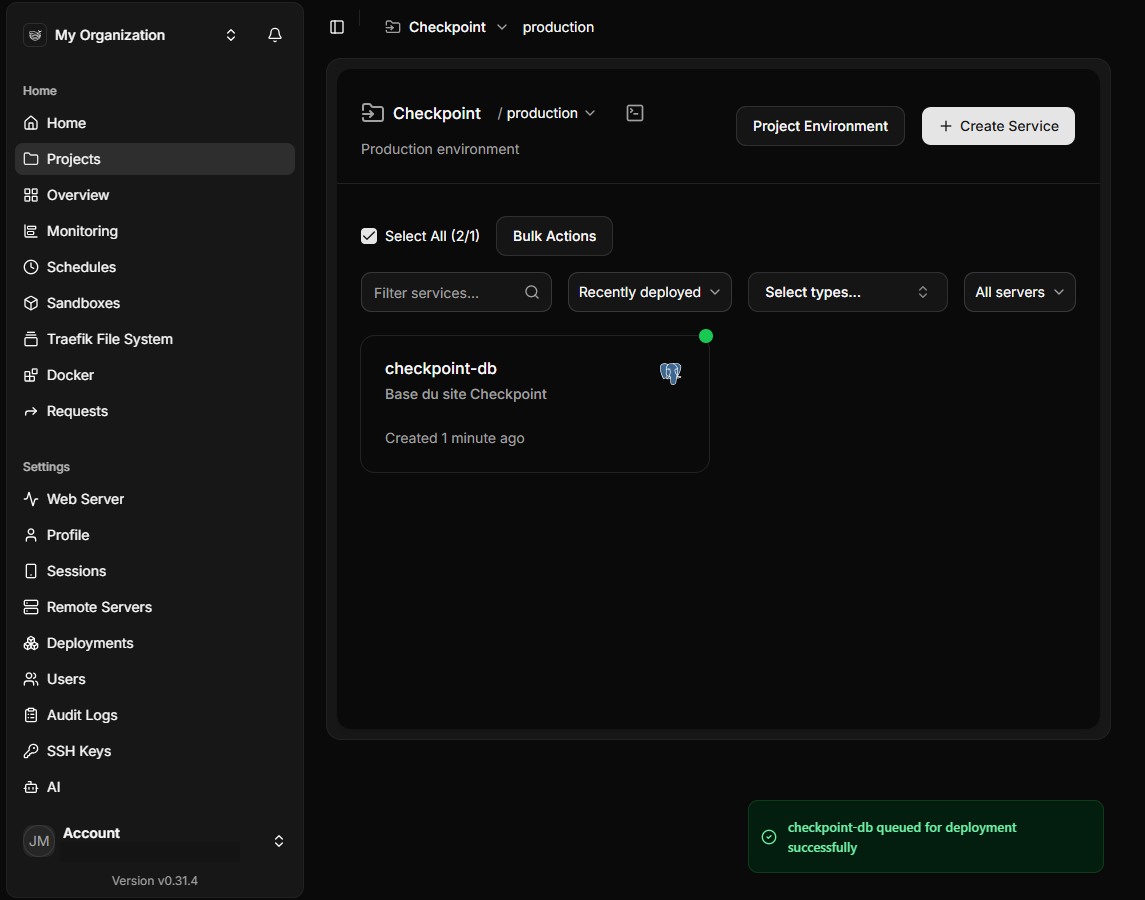 My Organization
Checkpoint
production
Home
Home
Projects
Overview
Monitoring
Schedules
Sandboxes
Traefik File System
Docker
Requests
Settings
Web Server
Profile
Sessions
Remote Servers
Deployments
Users
Audit Logs
SSH Keys
AI
JM
Account
Version v0.31.4
Checkpoint / production
Production environment
Project Environment
Create Service
Select All (2/1)
Bulk Actions
Filter services...
Recently deployed
Select types...
All servers
checkpoint-db
Base du site Checkpoint
Created 1 minute ago
checkpoint-db queued for deployment
successfully